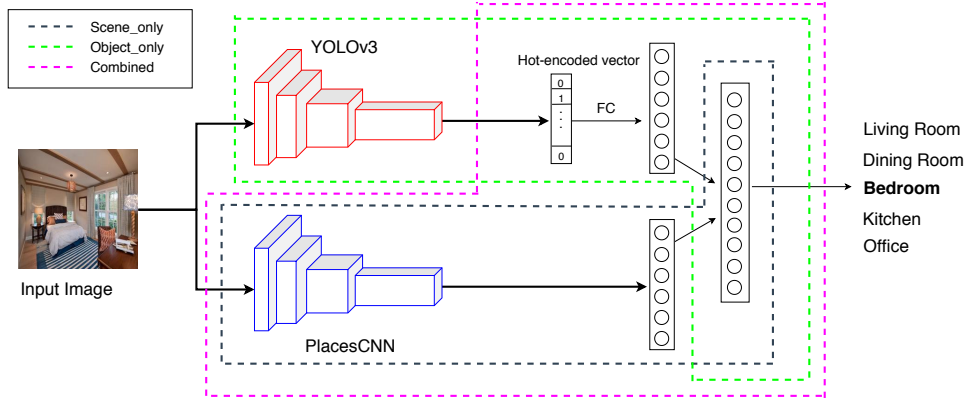 Scene_only
Object_only
Combined
YOLOv3
Hot-encoded vector
0
1
.
.
.
0
FC
Input Image
PlacesCNN
Living Room
Dining Room
Bedroom
Kitchen
Office